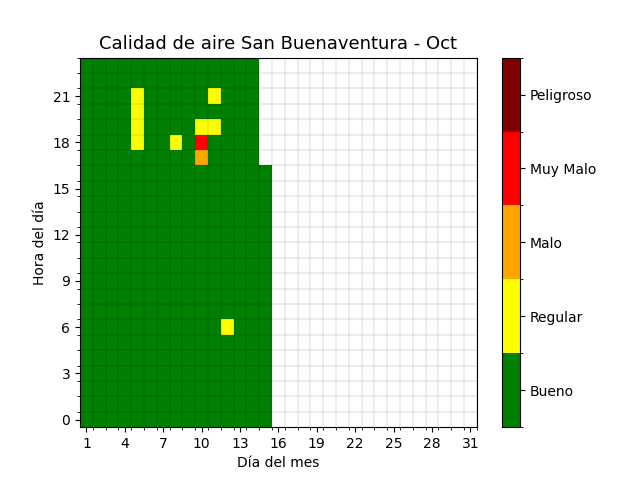 Calidad de aire San Buenaventura - Oct
Hora del día
21
18
15
12
9
6
3
0
1 4 7 10 13 16 19 22 25 28 31
Día del mes
Peligroso
Muy Malo
Malo
Regular
Bueno